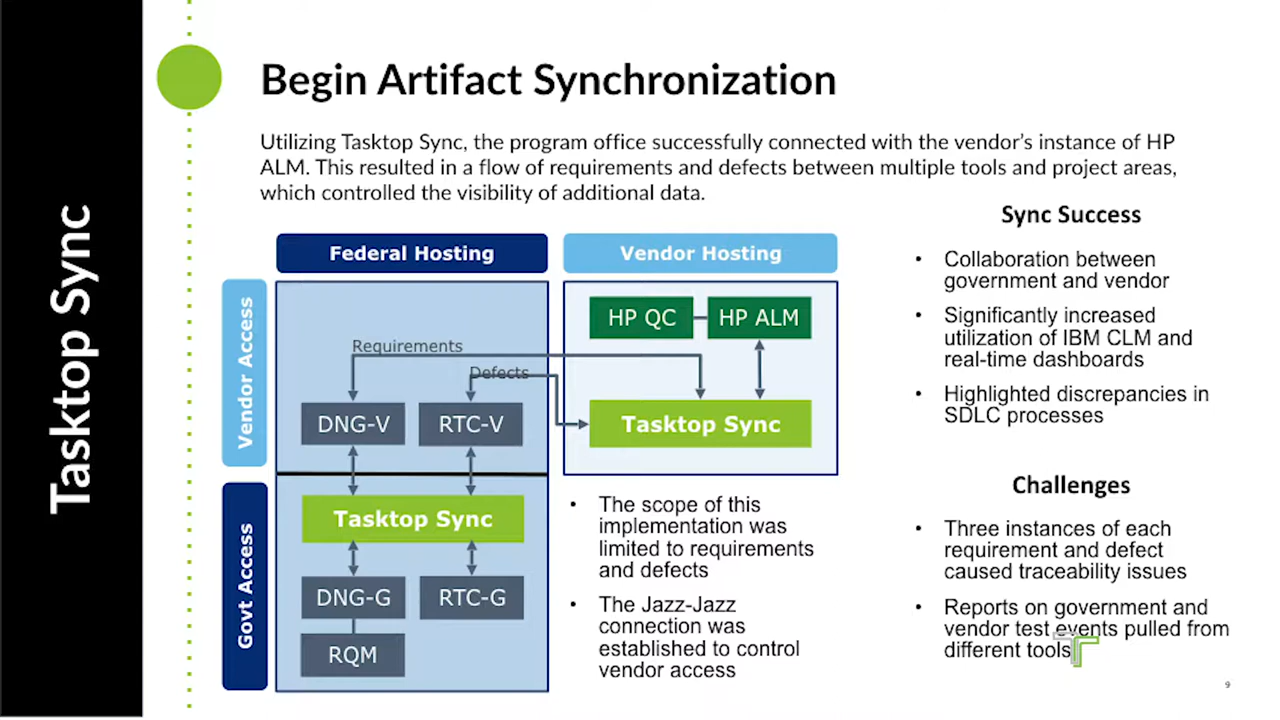 Tasktop Sync
Begin Artifact Synchronization
Utilizing Tasktop Sync, the program office successfully connected with the vendor’s instance of HP
ALM. This resulted in a flow of requirements and defects between multiple tools and project areas,
which controlled the visibility of additional data.
Federal Hosting
Vendor Hosting
Vendor Access
Govt Access
HP QC
HP ALM
Requirements
Defects
DNG-V
RTC-V
Tasktop Sync
Tasktop Sync
DNG-G
RTC-G
RQM
• The scope of this
implementation was
limited to requirements
and defects
• The Jazz-Jazz
connection was
established to control
vendor access
Sync Success
• Collaboration between
government and vendor
• Significantly increased
utilization of IBM CLM and
real-time dashboards
• Highlighted discrepancies in
SDLC processes
Challenges
• Three instances of each
requirement and defect
caused traceability issues
• Reports on government and
vendor test events pulled from
different tools
9